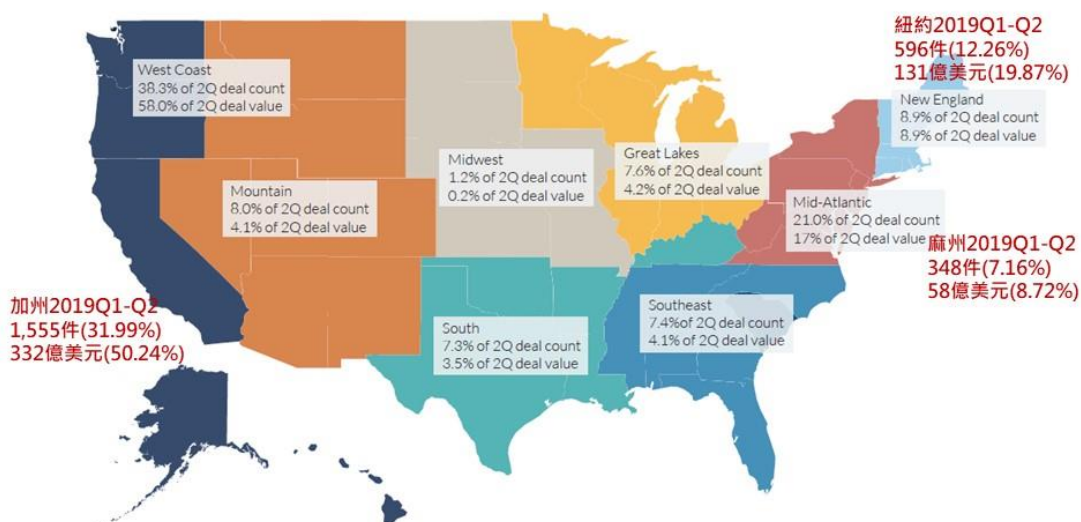 紐約2019Q1-Q2
596件(12.26%)
131億美元(19.87%)
West Coast
38.3% of 2Q deal count
58.0% of 2Q deal value
New England
8.9% of 2Q deal count
8.9% of 2Q deal value
Midwest
1.2% of 2Q deal count
0.2% of 2Q deal value
Great Lakes
7.6% of 2Q deal count
4.2% of 2Q deal value
Mountain
8.0% of 2Q deal count
4.1% of 2Q deal value
Mid-Atlantic
21.0% of 2Q deal count
17% of 2Q deal value
麻州2019Q1-Q2
348件(7.16%)
58億美元(8.72%)
加州2019Q1-Q2
1,555件(31.99%)
332億美元(50.24%)
South
7.3% of 2Q deal count
3.5% of 2Q deal value
Southeast
7.4%of 2Q deal count
4.1% of 2Q deal value